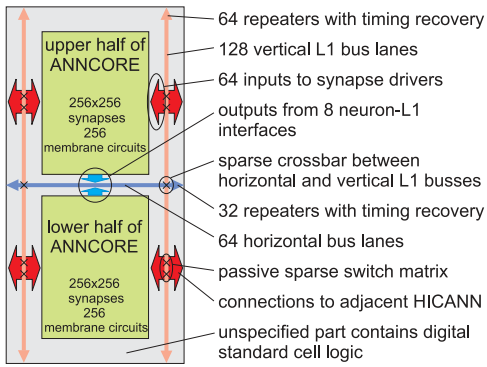 upper half of
ANNCORE
256x256
synapses
256
membrane circuits
lower half of
ANNCORE
256x256
synapses
256
membrane circuits
64 repeaters with timing recovery
128 vertical L1 bus lanes
64 inputs to synapse drivers
outputs from 8 neuron-L1
interfaces
sparse crossbar between
horizontal and vertical L1 busses
32 repeaters with timing recovery
64 horizontal bus lanes
passive sparse switch matrix
connections to adjacent HICANN
unspecified part contains digital
standard cell logic